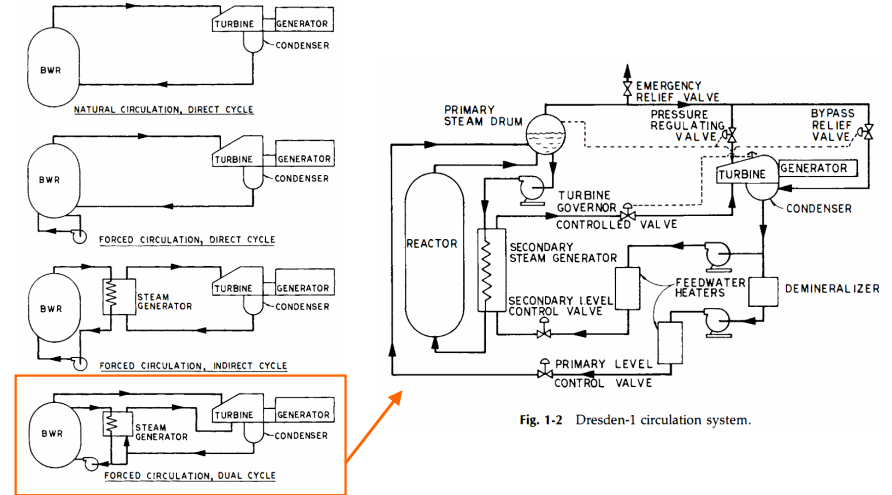 TURBINE
GENERATOR
CONDENSER
BWR
NATURAL CIRCULATION, DIRECT CYCLE
TURBINE
GENERATOR
CONDENSER
BWR
FORCED CIRCULATION, DIRECT CYCLE
TURBINE
GENERATOR
BWR
STEAM
GENERATOR
CONDENSER
FORCED CIRCULATION, INDIRECT CYCLE
TURBINE
GENERATOR
BWR
STEAM
GENERATOR
CONDENSER
FORCED CIRCULATION, DUAL CYCLE
EMERGENCY
RELIEF VALVE
PRIMARY
STEAM DRUM
PRESSURE
REGULATING
VALVE
BYPASS
RELIEF
VALVE
TURBINE
GENERATOR
TURBINE
GOVERNOR
CONTROLLED VALVE
CONDENSER
REACTOR
SECONDARY
STEAM GENERATOR
FEEDWATER
HEATERS
DEMINERALIZER
SECONDARY LEVEL
CONTROL VALVE
PRIMARY LEVEL
CONTROL VALVE
Fig. 1-2 Dresden-1 circulation system.